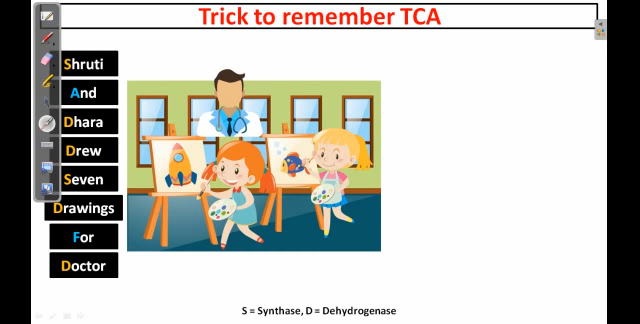 Trick to remember TCA
Shruti
And
Dhara
Drew
Seven
Drawings
For
Doctor
S = Synthase, D = Dehydrogenase